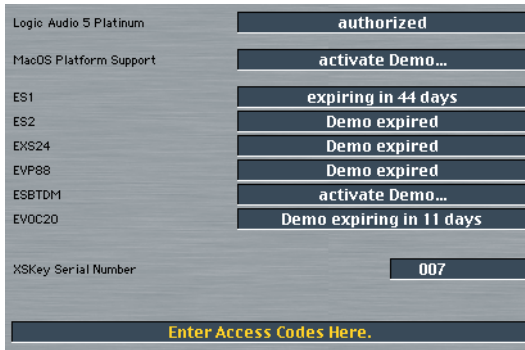 Logic Audio 5 Platinum authorized
MacOS Platform Support activate Demo...
ES1 expiring in 44 days
ES2 Demo expired
EXS24 Demo expired
EVP88 Demo expired
ESBTDM activate Demo...
EVOC20 Demo expiring in 11 days
XSKey Serial Number 007
Enter Access Codes Here.